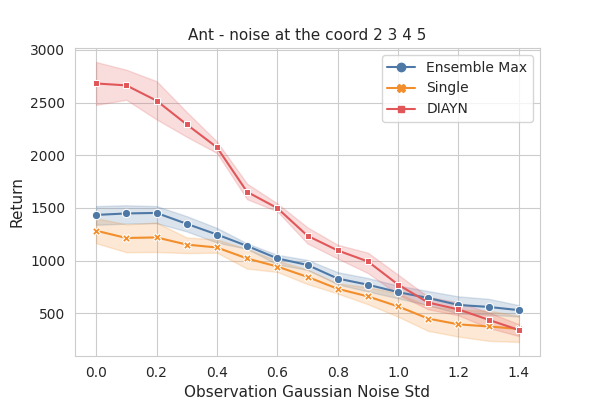 Ant - noise at the coord 2 3 4 5
3000
2500
2000
1500
1000
500
Return
Ensemble Max
Single
DIAYN
0.0 0.2 0.4 0.6 0.8 1.0 1.2 1.4
Observation Gaussian Noise Std